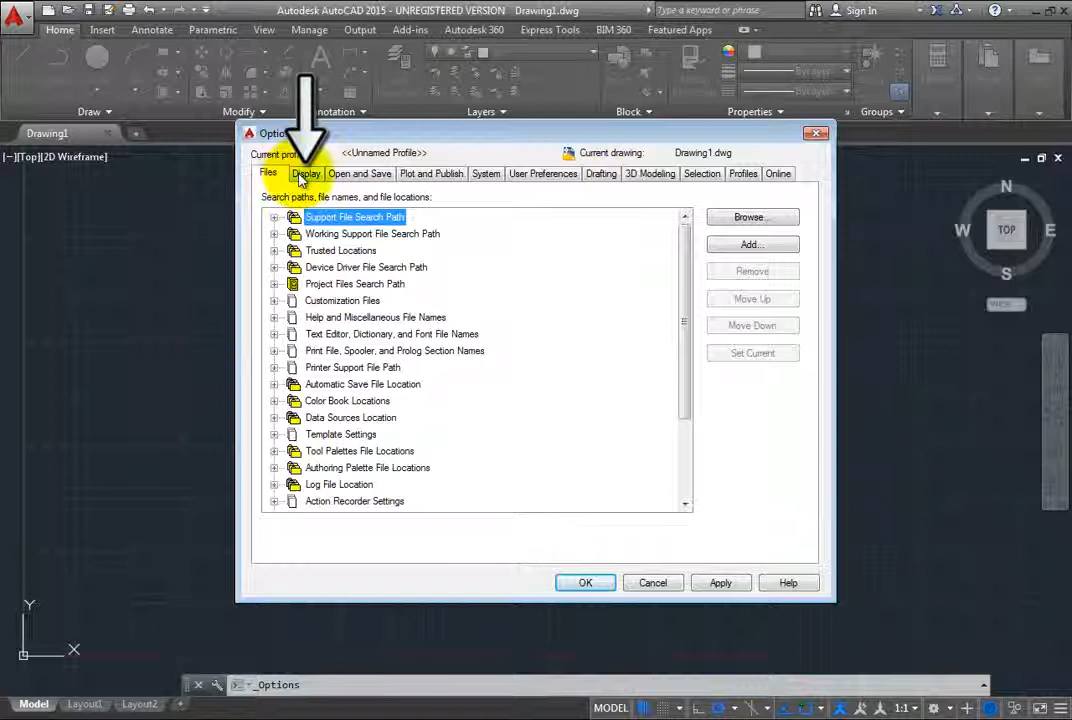 Autodesk AutoCAD 2015 - UNREGISTERED VERSION Drawing1.dwg Type a keyword or phrase Sign In
Home Insert Annotate Parametric View Manage Output Add-ins Autodesk 360 Express Tools BIM 360 Featured Apps
ByLayer
ByLayer
Draw Modify Layers Block Properties Groups
Drawing1
[−][Top][2D Wireframe]
Current drawing: Drawing1.dwg
<<Unnamed Profile>>
Files Display Open and Save Plot and Publish System User Preferences Drafting 3D Modeling Selection Profiles Online
Search paths, file names, and file locations:
Support File Search Path
Working Support File Search Path
Trusted Locations
Device Driver File Search Path
Project Files Search Path
Customization Files
Help and Miscellaneous File Names
Text Editor, Dictionary, and Font File Names
Print File, Spooler, and Prolog Section Names
Printer Support File Path
Automatic Save File Location
Color Book Locations
Data Sources Location
Template Settings
Tool Palettes File Locations
Authoring Palette File Locations
Log File Location
Action Recorder Settings
Browse...
Add...
Remove
Move Up
Move Down
Set Current
OK Cancel Apply Help
N
W TOP E
S
Y
X
_Options
Model Layout1 Layout2 + MODEL 1:1